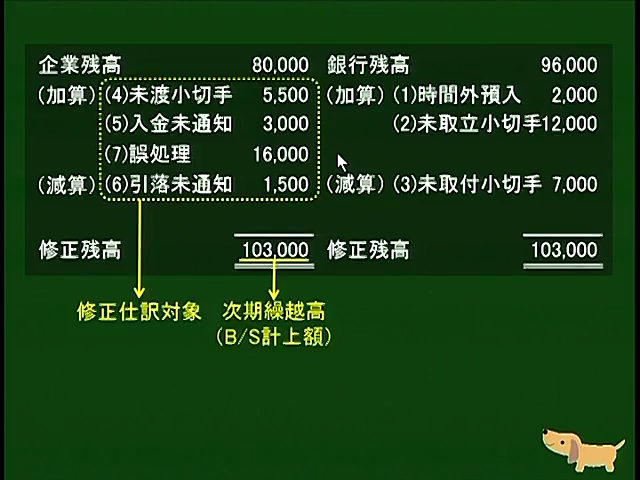 企業残高 80,000 銀行残高 96,000
(加算) (4)未渡小切手 5,500 (加算) (1)時間外預入 2,000
(5)入金未通知 3,000 (2)未取立小切手12,000
(7)誤処理 16,000
(減算) (6)引落未通知 1,500 (減算) (3)未取付小切手 7,000
修正残高 103,000 修正残高 103,000
修正仕訳対象 次期繰越高
(B/S計上額)